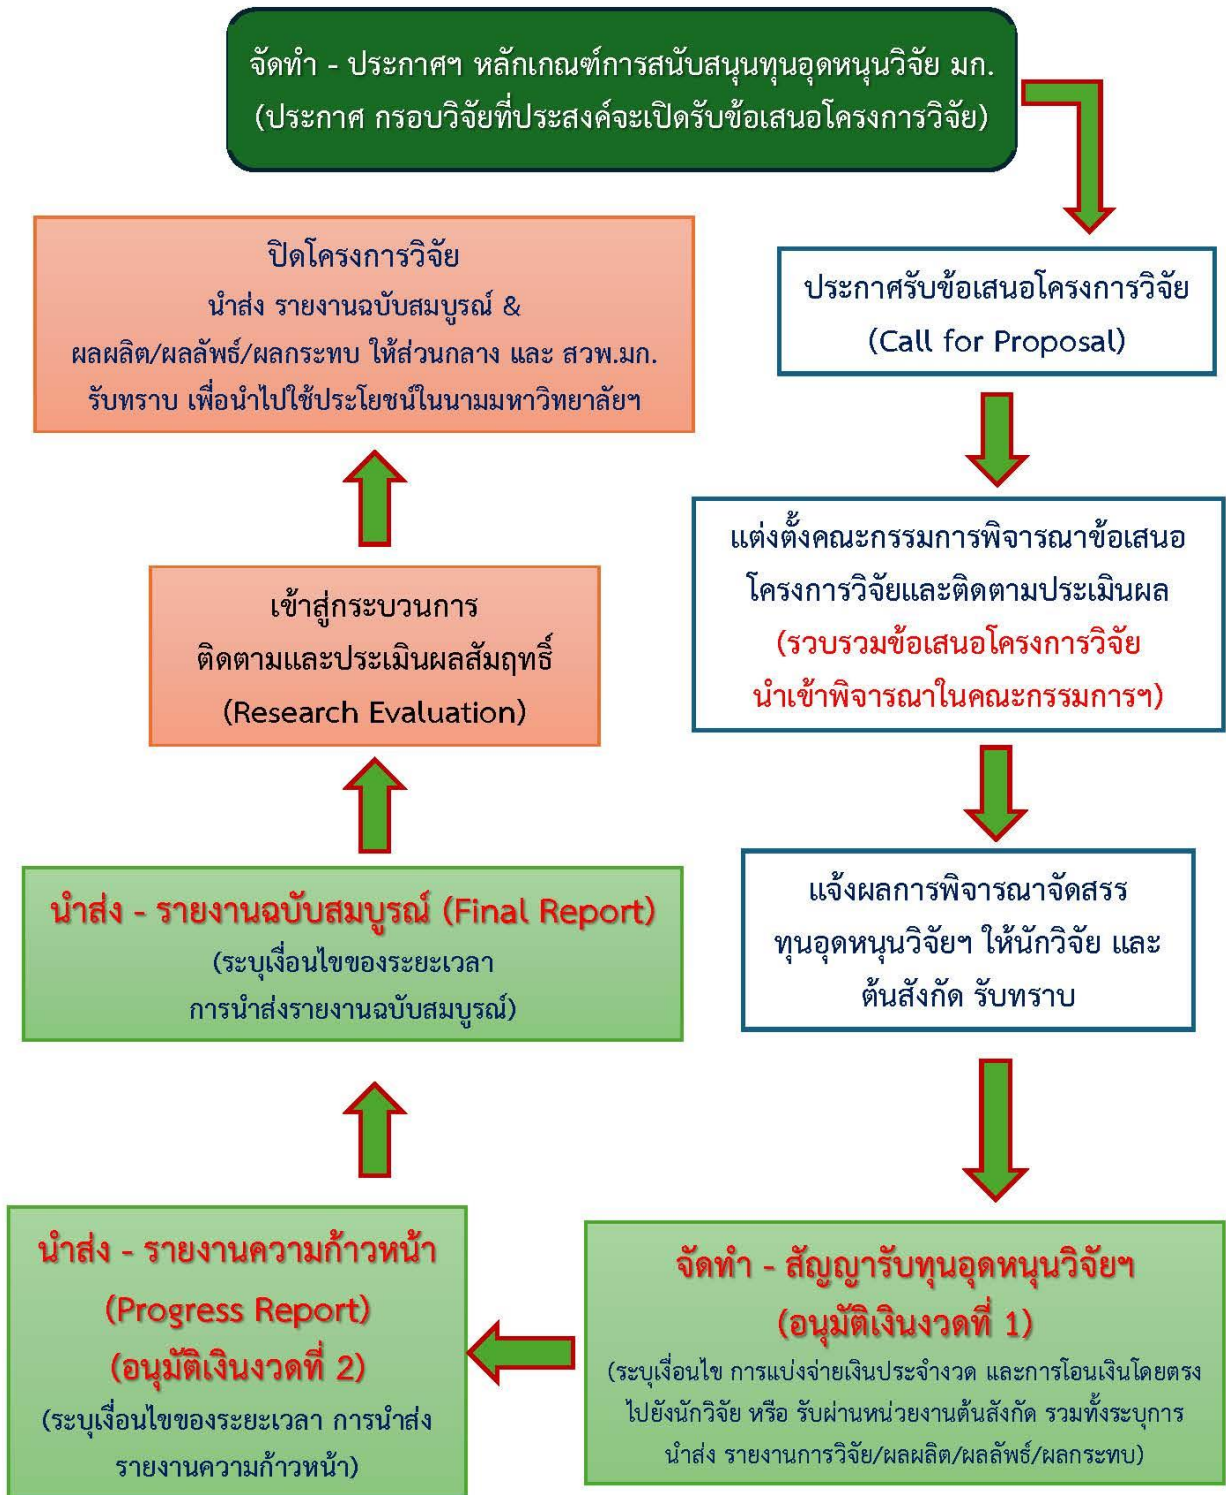 จัดทำ - ประกาศฯ หลักเกณฑ์การสนับสนุนทุนอุดหนุนวิจัย มก.
(ประกาศ กรอบวิจัยที่ประสงค์จะเปิดรับข้อเสนอโครงการวิจัย)
ประกาศรับข้อเสนอโครงการวิจัย
(Call for Proposal)
แต่งตั้งคณะกรรมการพิจารณาข้อเสนอ
โครงการวิจัยและติดตามประเมินผล
(รวบรวมข้อเสนอโครงการวิจัย
นำเข้าพิจารณาในคณะกรรมการฯ)
แจ้งผลการพิจารณาจัดสรร
ทุนอุดหนุนวิจัยฯ ให้นักวิจัย และ
ต้นสังกัด รับทราบ
จัดทำ - สัญญารับทุนอุดหนุนวิจัยฯ
(อนุมัติเงินงวดที่ 1)
(ระบุเงื่อนไข การแบ่งจ่ายเงินประจำงวด และการโอนเงินโดยตรง
ไปยังนักวิจัย หรือ รับผ่านหน่วยงานต้นสังกัด รวมทั้งระบุการ
นำส่ง รายงานการวิจัย/ผลผลิต/ผลลัพธ์/ผลกระทบ)
นำส่ง - รายงานความก้าวหน้า
(Progress Report)
(อนุมัติเงินงวดที่ 2)
(ระบุเงื่อนไขของระยะเวลา การนำส่ง
รายงานความก้าวหน้า)
นำส่ง - รายงานฉบับสมบูรณ์ (Final Report)
(ระบุเงื่อนไขของระยะเวลา
การนำส่งรายงานฉบับสมบูรณ์)
เข้าสู่กระบวนการ
ติดตามและประเมินผลสัมฤทธิ์
(Research Evaluation)
ปิดโครงการวิจัย
นำส่ง รายงานฉบับสมบูรณ์ &
ผลผลิต/ผลลัพธ์/ผลกระทบ ให้ส่วนกลาง และ สวพ.มก.
รับทราบ เพื่อนำไปใช้ประโยชน์ในนามมหาวิทยาลัยฯ